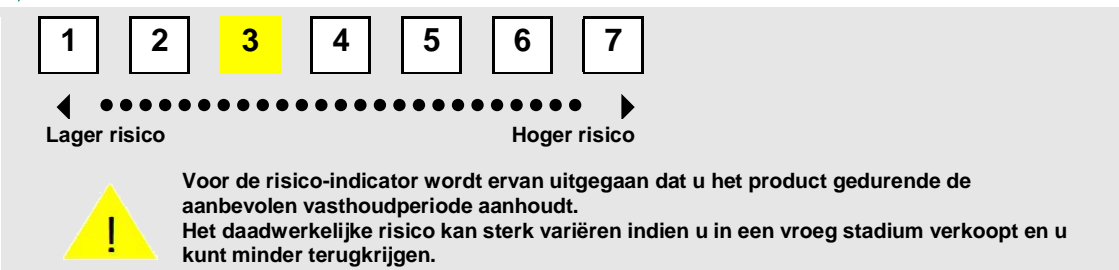 1 2 3 4 5 6 7
Lager risico Hoger risico
!
Voor de risico-indicator wordt ervan uitgegaan dat u het product gedurende de
aanbevolen vasthoudperiode aanhoudt.
Het daadwerkelijke risico kan sterk variëren indien u in een vroeg stadium verkoopt en u
kunt minder terugkrijgen.